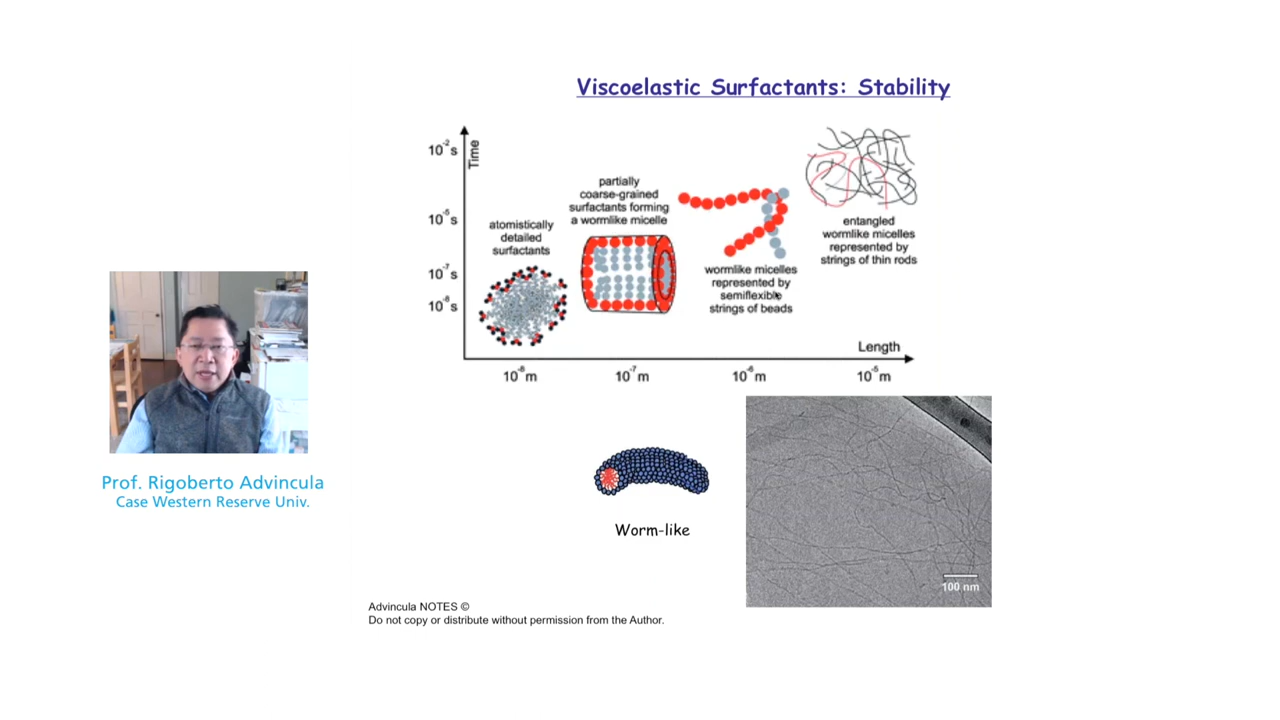 Viscoelastic Surfactants: Stability
10⁻² s
10⁻⁵ s
10⁻⁷ s
10⁻⁸ s
Time
atomistically
detailed
surfactants
partially
coarse-grained
surfactants forming
a wormlike micelle
wormlike micelles
represented by
semiflexible
strings of beads
entangled
wormlike micelles
represented by
strings of thin rods
Length
10⁻⁸ m
10⁻⁷ m
10⁻⁶ m
10⁻⁵ m
Prof. Rigoberto Advincula
Case Western Reserve Univ.
Worm-like
100 nm
Advincula NOTES ©
Do not copy or distribute without permission from the Author.